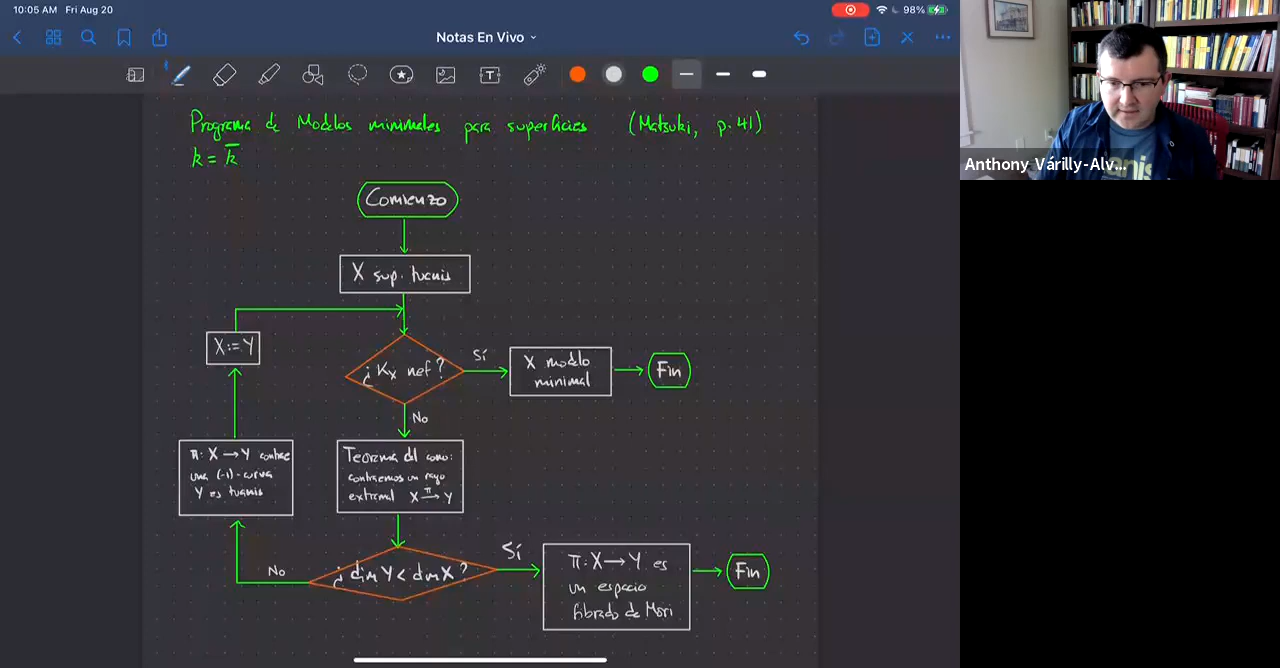 10:05 AM Fri Aug 20
98%
Notas En Vivo
Programa de Modelos minimales para superficies (Matsuki, p.41)
k = k̅
Comienzo
X sup. tuanis
X:=Y
¿Kx nef?
Sí
X modelo
minimal
Fin
No
π: X → Y contrae
una (-1)-curva
Y es tuanis
Teorema del cono:
contraemos un rayo
extremal X π→ Y
No
¿dim Y < dim X?
Sí
π: X → Y es
un espacio
fibrado de Mori
Fin
Anthony Várilly-Alv...